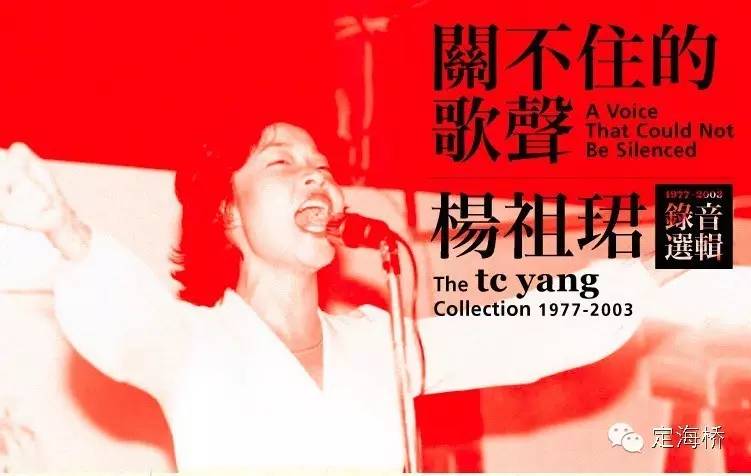 關不住的
歌聲
A Voice
That Could Not
Be Silenced
楊祖珺
1977-2003
錄音
選輯
The tc yang
Collection 1977-2003
定海桥